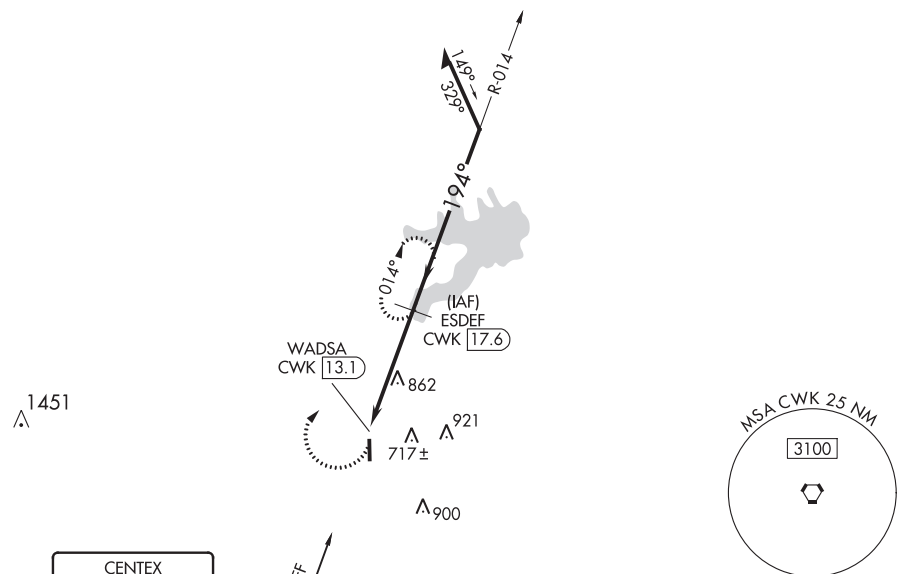 R-014
149°
329°
194°
014°
(IAF)
ESDEF
CWK 17.6
WADSA
CWK 13.1
862
1451
921
717±
900
MSA CWK 25 NM
3100
CENTEX